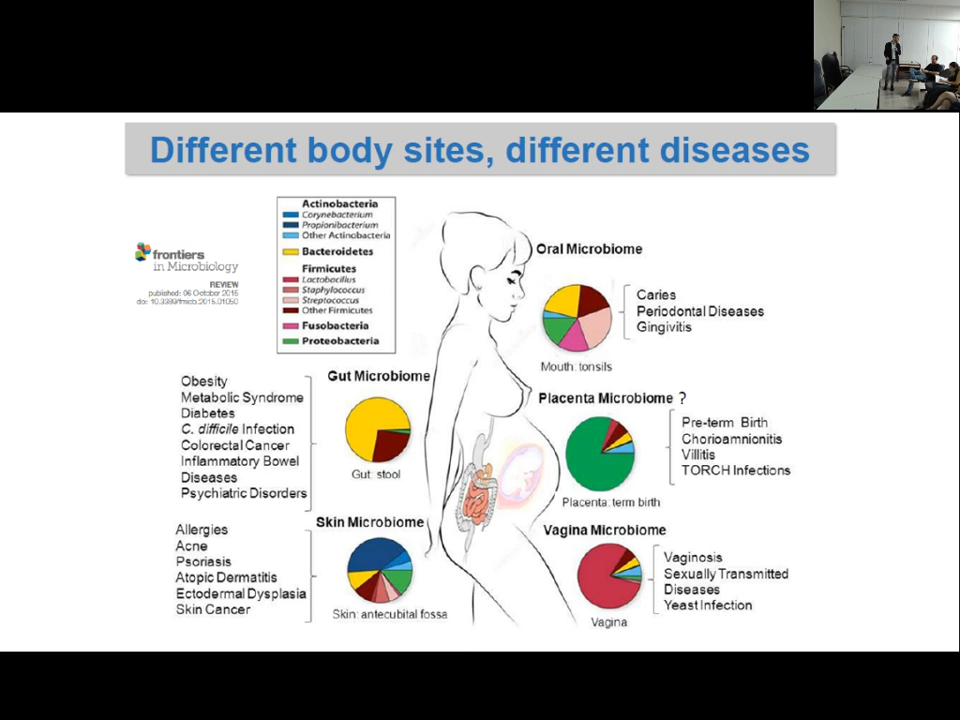 Different body sites, different diseases
Actinobacteria
Corynebacterium
Propionibacterium
Other Actinobacteria
Bacteroidetes
Firmicutes
Lactobacillus
Staphylococcus
Streptococcus
Other Firmicutes
Fusobacteria
Proteobacteria
frontiers
in Microbiology
REVIEW
published: 06 October 2015
doi: 10.3389/fmicb.2015.01050
Oral Microbiome
Caries
Periodontal Diseases
Gingivitis
Mouth: tonsils
Gut Microbiome
Obesity
Metabolic Syndrome
Diabetes
C. difficile Infection
Colorectal Cancer
Inflammatory Bowel
Diseases
Psychiatric Disorders
Gut: stool
Placenta Microbiome ?
Pre-term Birth
Chorioamnionitis
Villitis
TORCH Infections
Placenta: term birth
Skin Microbiome
Allergies
Acne
Psoriasis
Atopic Dermatitis
Ectodermal Dysplasia
Skin Cancer
Skin: antecubital fossa
Vagina Microbiome
Vaginosis
Sexually Transmitted
Diseases
Yeast Infection
Vagina